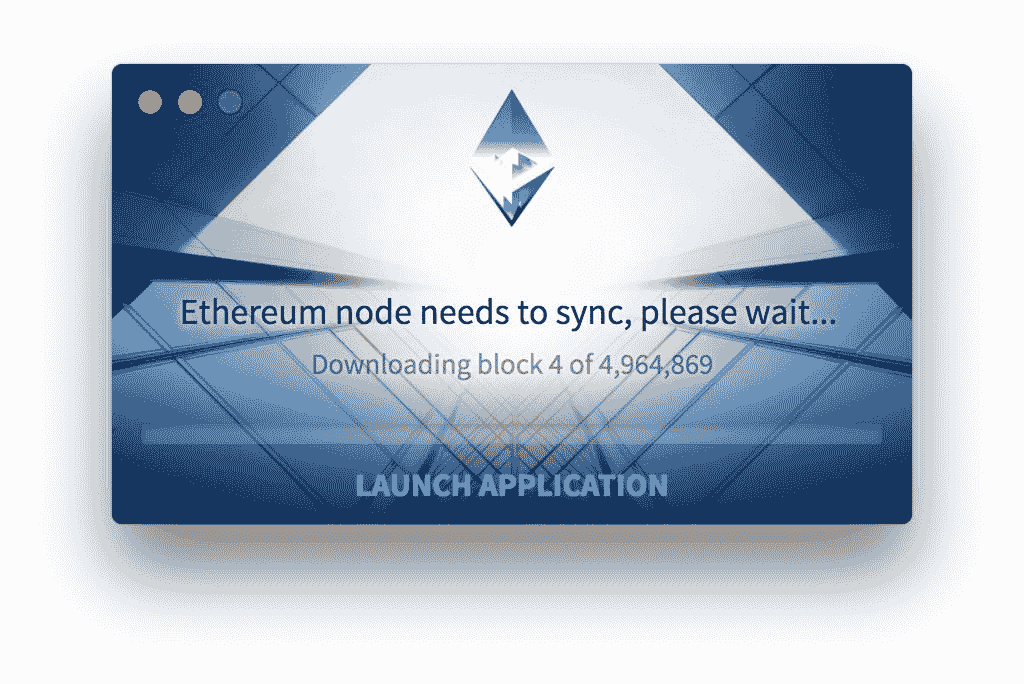 Ethereum node needs to sync, please wait...
Downloading block 4 of 4,964,869
LAUNCH APPLICATION